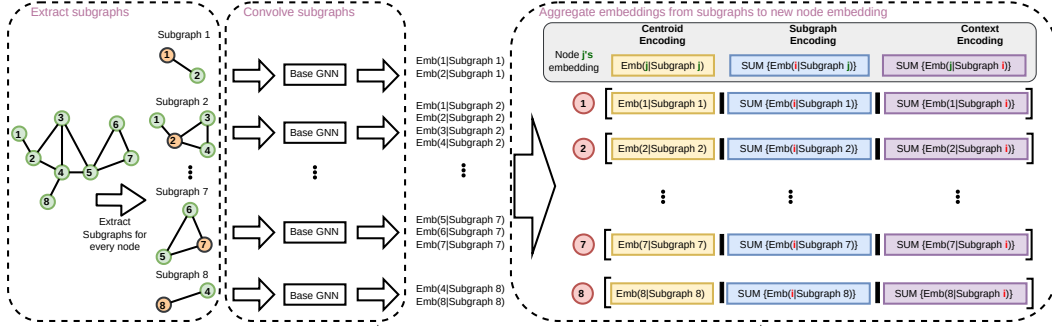 Extract subgraphs
Convolve subgraphs
Aggregate embeddings from subgraphs to new node embedding
Subgraph 1
1
2
Subgraph 2
1
3
2
4
Subgraph 7
6
7
5
Subgraph 8
8
4
1
3
6
2
4
5
7
8
Extract
Subgraphs for
every node
Base GNN
Base GNN
Base GNN
Base GNN
Emb(1|Subgraph 1)
Emb(2|Subgraph 1)
Emb(1|Subgraph 2)
Emb(2|Subgraph 2)
Emb(3|Subgraph 2)
Emb(4|Subgraph 2)
Emb(5|Subgraph 7)
Emb(6|Subgraph 7)
Emb(7|Subgraph 7)
Emb(4|Subgraph 8)
Emb(8|Subgraph 8)
Centroid
Encoding
Subgraph
Encoding
Context
Encoding
Node j's
embedding
Emb(j|Subgraph j)
SUM {Emb(i|Subgraph j)}
SUM {Emb(j|Subgraph i)}
1
Emb(1|Subgraph 1)
SUM {Emb(i|Subgraph 1)}
SUM {Emb(1|Subgraph i)}
2
Emb(2|Subgraph 2)
SUM {Emb(i|Subgraph 2)}
SUM {Emb(2|Subgraph i)}
7
Emb(7|Subgraph 7)
SUM {Emb(i|Subgraph 7)}
SUM {Emb(7|Subgraph i)}
8
Emb(8|Subgraph 8)
SUM {Emb(i|Subgraph 8)}
SUM {Emb(8|Subgraph i)}